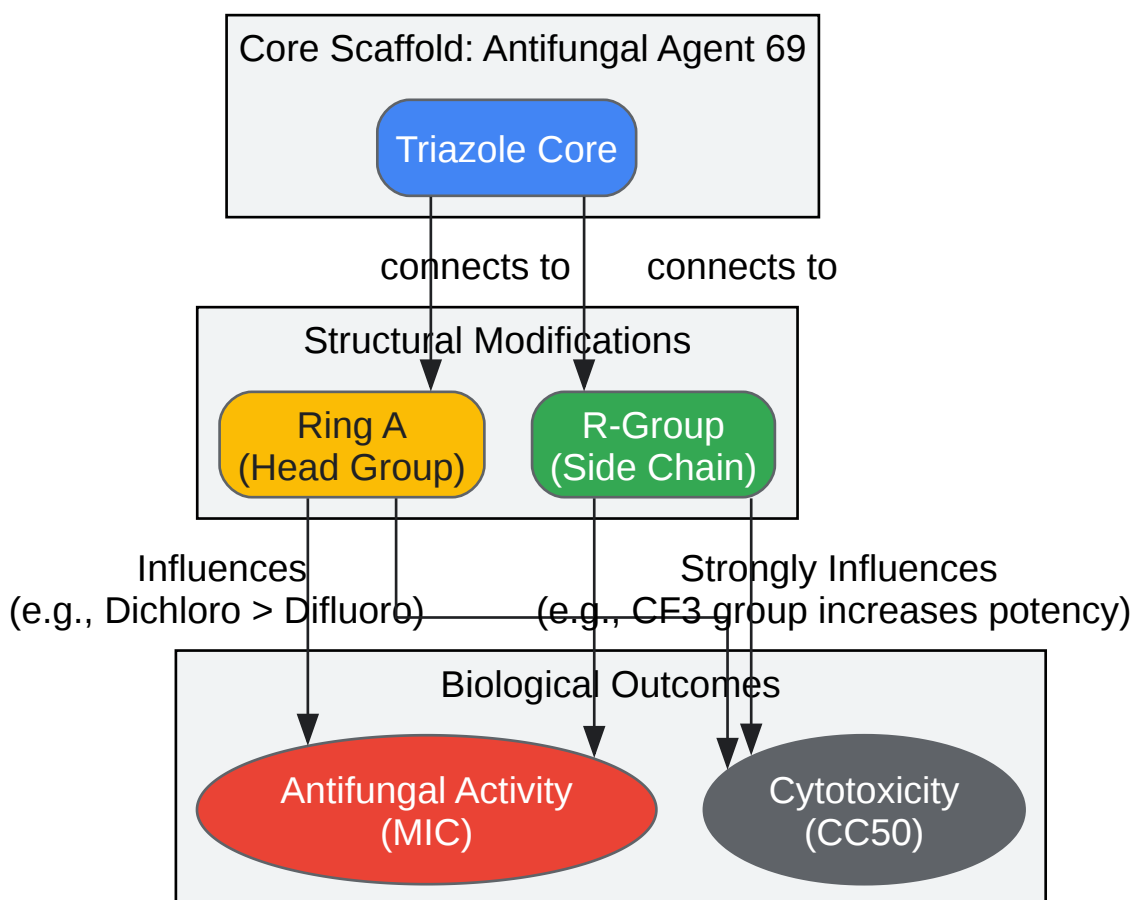 Core Scaffold: Antifungal Agent 69
Triazole Core
connects to
connects to
Structural Modifications
Ring A
(Head Group)
R-Group
(Side Chain)
Influences
(e.g., Dichloro > Difluoro)
Strongly Influences
(e.g., CF3 group increases potency)
Biological Outcomes
Antifungal Activity
(MIC)
Cytotoxicity
(CC50)